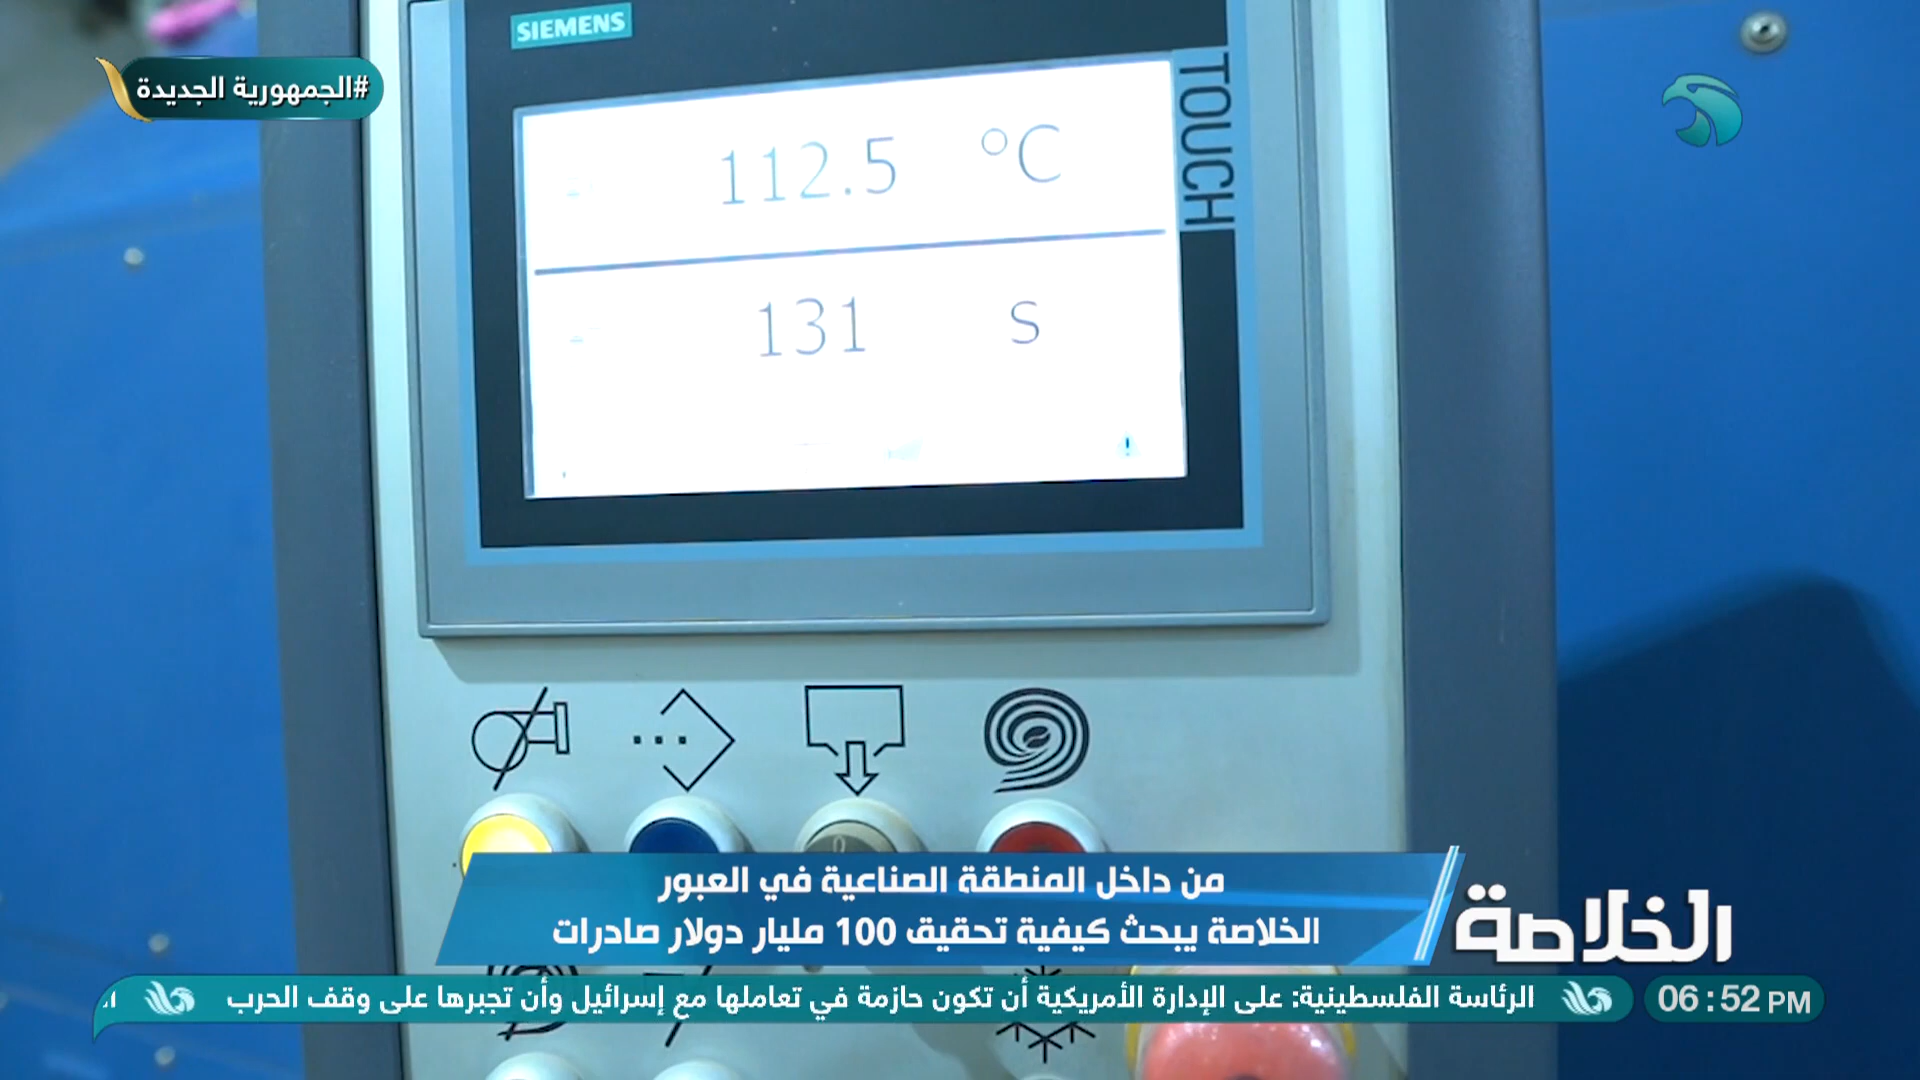 SIEMENS
#الجمهورية الجديدة
TOUCH
112.5 °C
131 s
من داخل المنطقة الصناعية في العبور
الخلاصة يبحث كيفية تحقيق 100 مليار دولار صادرات
الخلاصة
الرئاسة الفلسطينية: على الإدارة الأمريكية أن تكون حازمة في تعاملها مع إسرائيل وأن تجبرها على وقف الحرب
06:52 PM